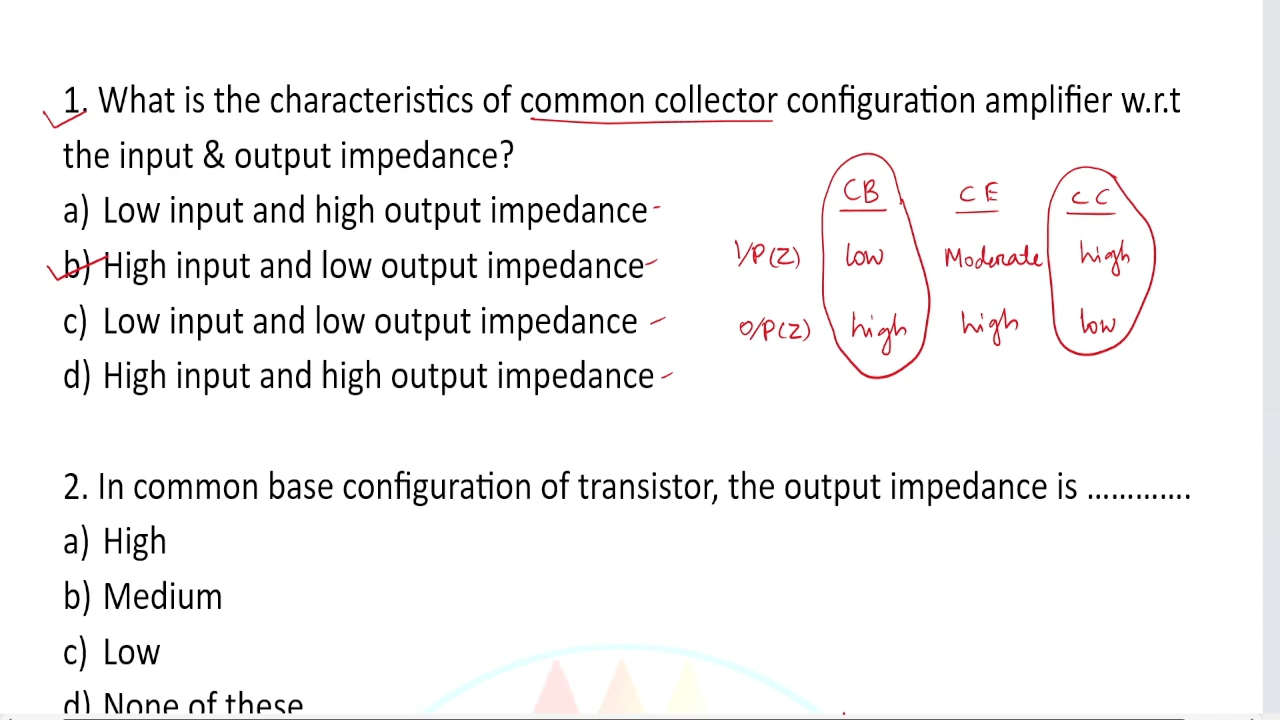 1. What is the characteristics of common collector configuration amplifier w.r.t
the input & output impedance?
a) Low input and high output impedance
b) High input and low output impedance
c) Low input and low output impedance
d) High input and high output impedance
CB CE CC
I/P(Z) low Moderate high
O/P(Z) high high low
2. In common base configuration of transistor, the output impedance is .............
a) High
b) Medium
c) Low
d) None of these